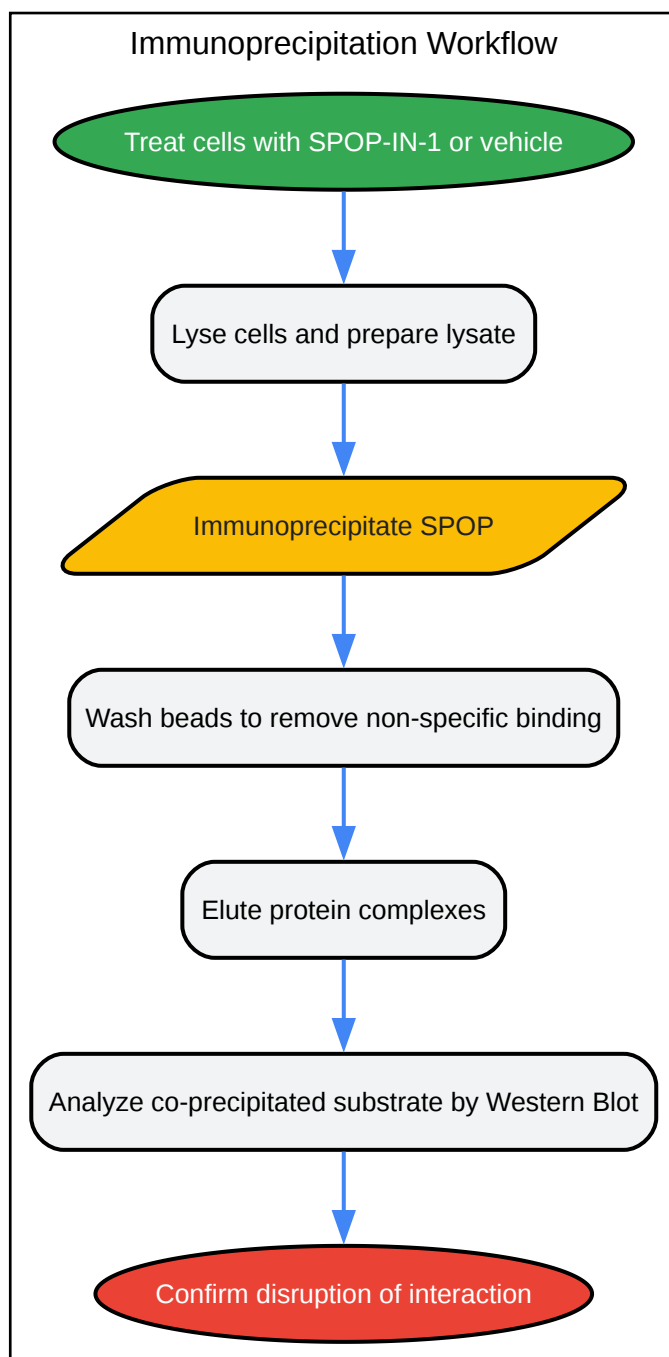 Immunoprecipitation Workflow
Treat cells with SPOP-IN-1 or vehicle
Lyse cells and prepare lysate
Immunoprecipitate SPOP
Wash beads to remove non-specific binding
Elute protein complexes
Analyze co-precipitated substrate by Western Blot
Confirm disruption of interaction